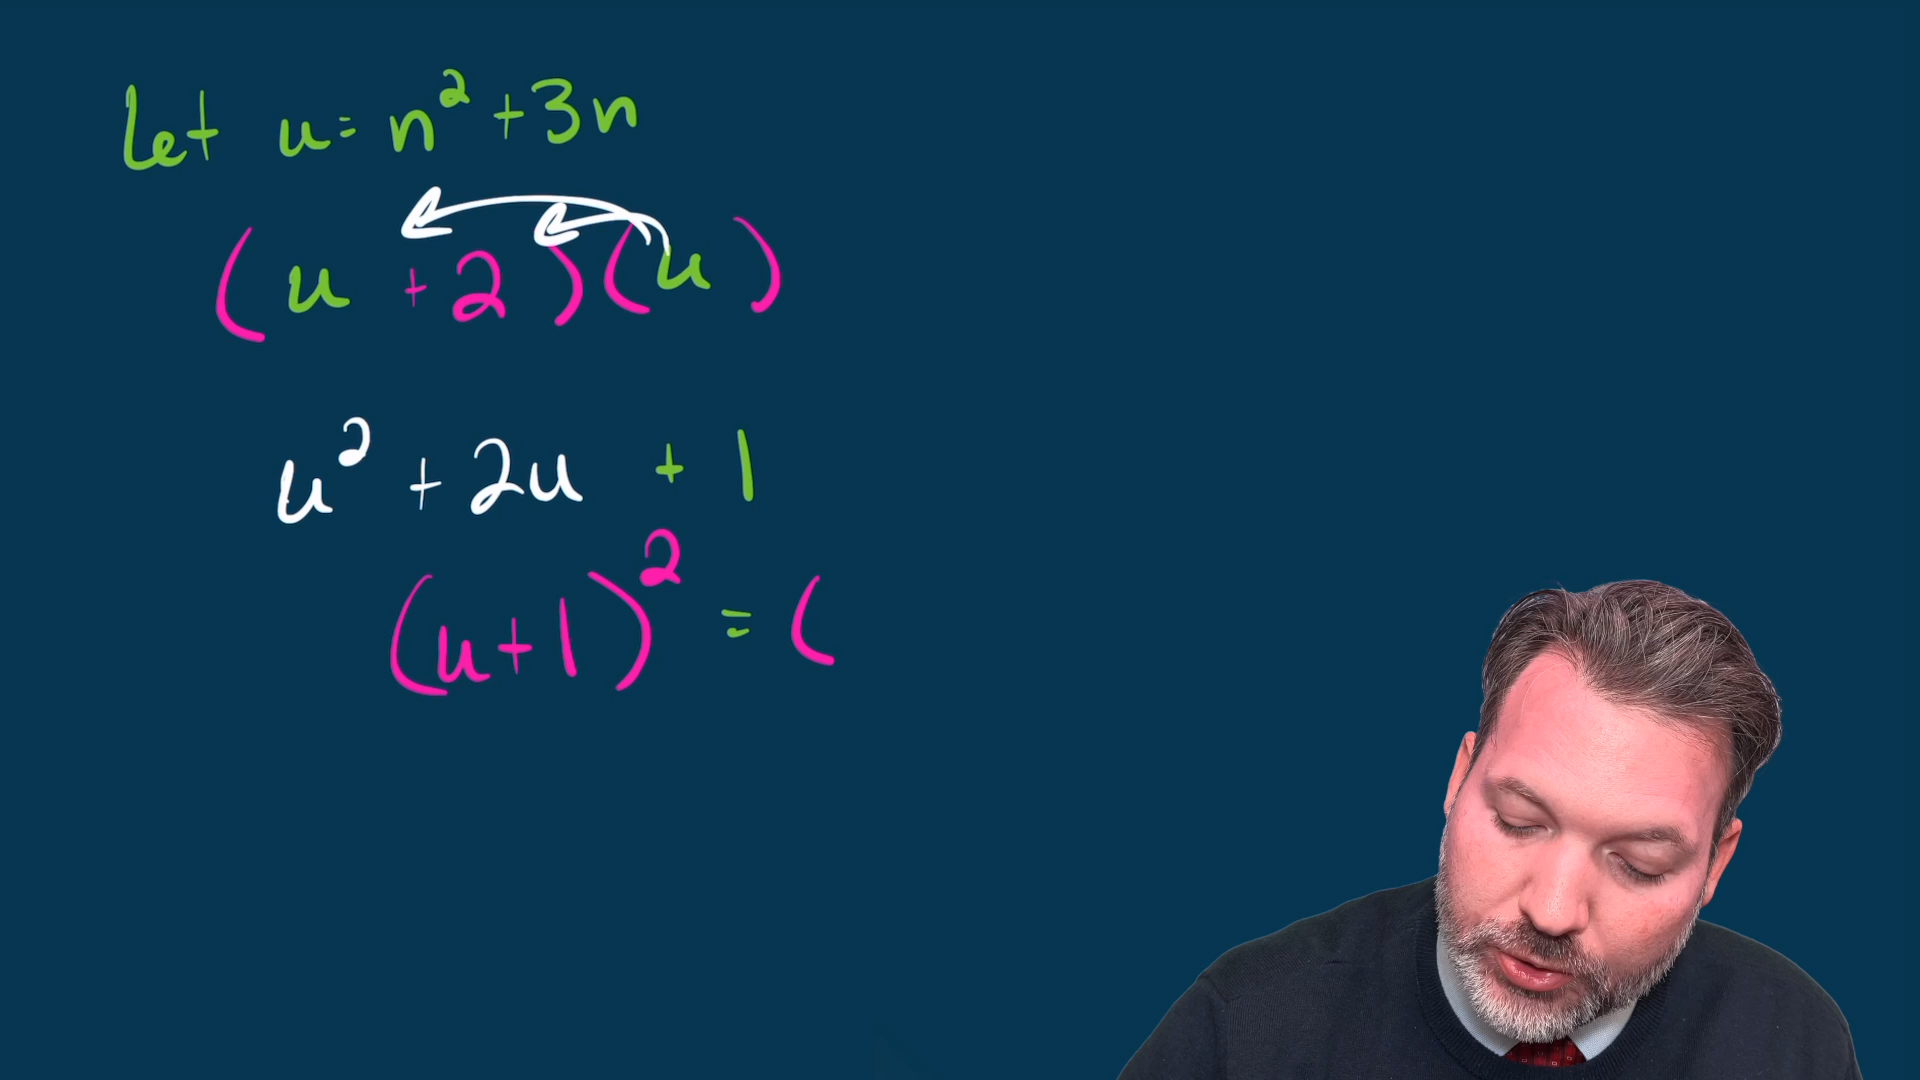 Let u = n² + 3n
(u + 2)(u)
u² + 2u + 1
(u+1)² = (